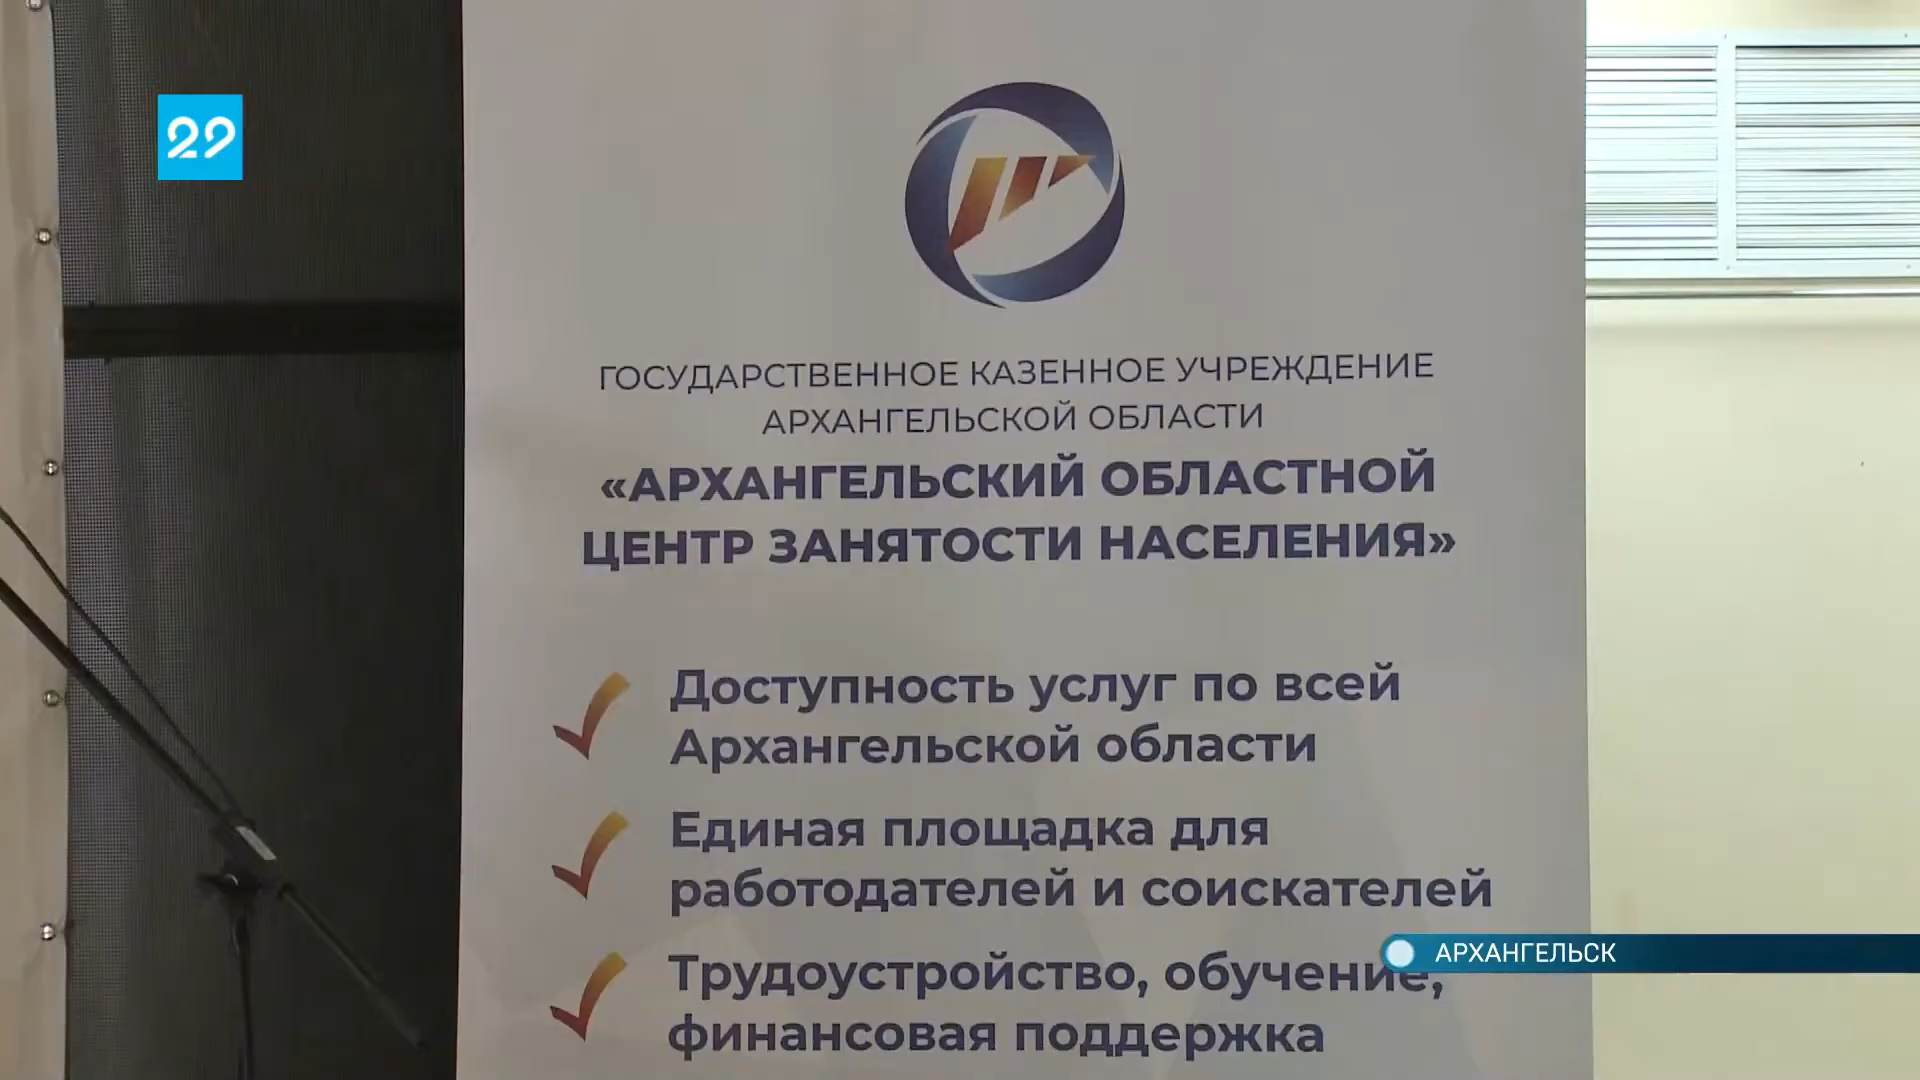 29
ГОСУДАРСТВЕННОЕ КАЗЕННОЕ УЧРЕЖДЕНИЕ
АРХАНГЕЛЬСКОЙ ОБЛАСТИ
«АРХАНГЕЛЬСКИЙ ОБЛАСТНОЙ
ЦЕНТР ЗАНЯТОСТИ НАСЕЛЕНИЯ»
Доступность услуг по всей
Архангельской области
Единая площадка для
работодателей и соискателей
Трудоустройство, обучение,
финансовая поддержка
АРХАНГЕЛЬСК